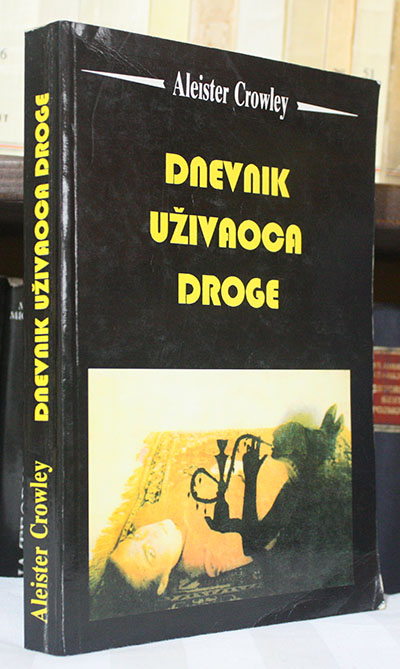 Aleister Crowley
DNEVNIK
UŽIVAOCA
DROGE
Aleister Crowley DNEVNIK UŽIVAOCA DROGE